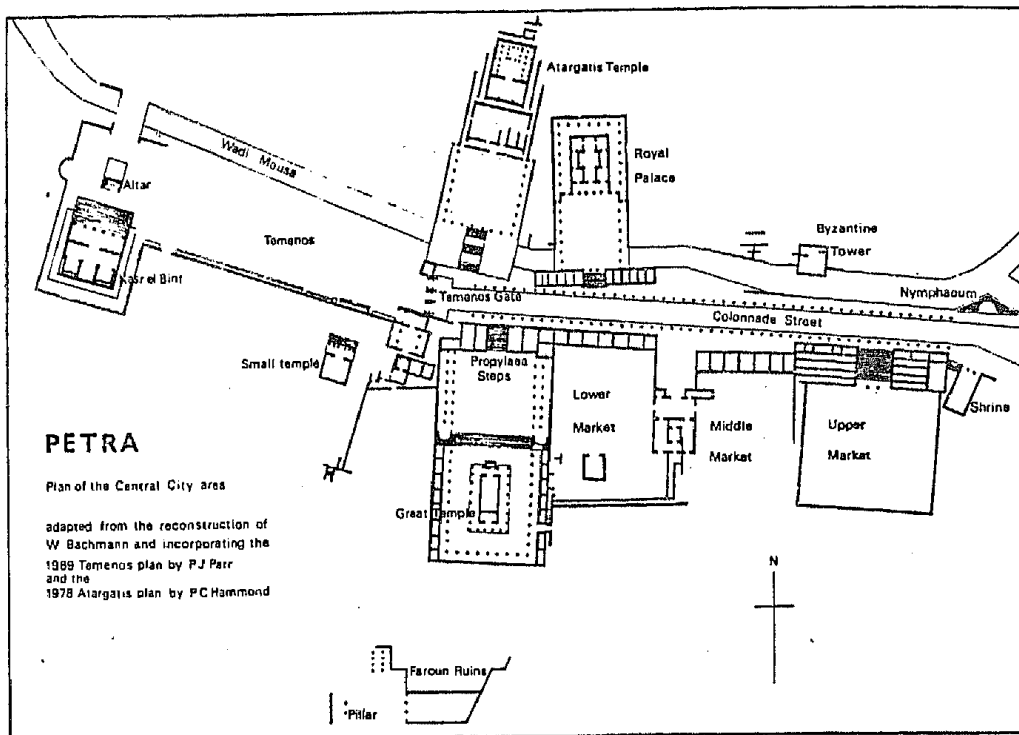 Atargatis Temple
Royal
Palace
Wadi Mousa
Altar
Temenos
Byzantine
Tower
Kasr el Bint
Temenos Gate
Nymphaeum
Colonnade Street
Small temple
Propylaea
Steps
Lower
Market
Middle
Market
Upper
Market
Shrine
Great Temple
PETRA
Plan of the Central City area
adapted from the reconstruction of
W Bachmann and incorporating the
1969 Temenos plan by PJ Parr
and the
1978 Atargatis plan by PC Hammond
N
Faroun Ruins
Pillar